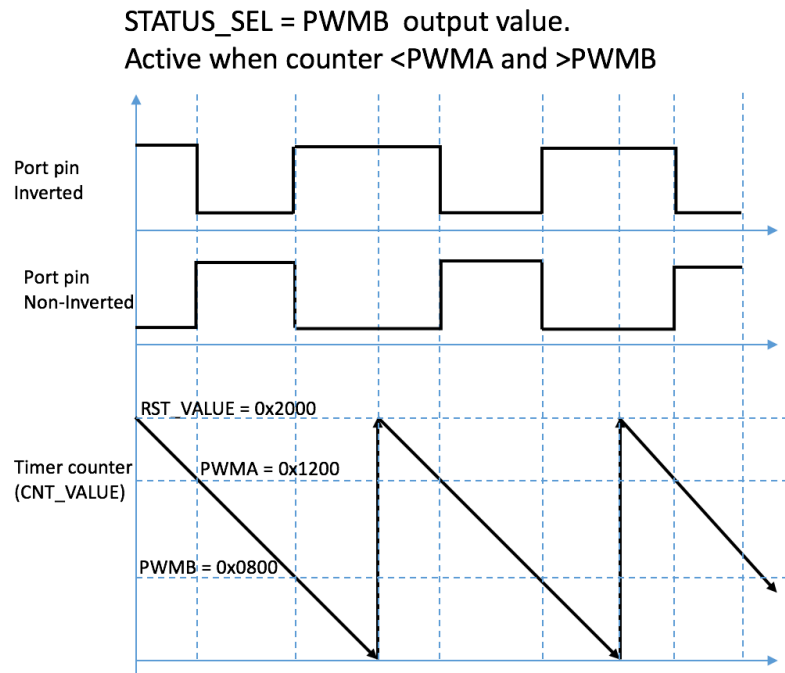 STATUS_SEL = PWMB output value.
Active when counter <PWMA and >PWMB
Port pin
Inverted
Port pin
Non-Inverted
RST_VALUE = 0x2000
Timer counter
(CNT_VALUE)
PWMA = 0x1200
PWMB = 0x0800